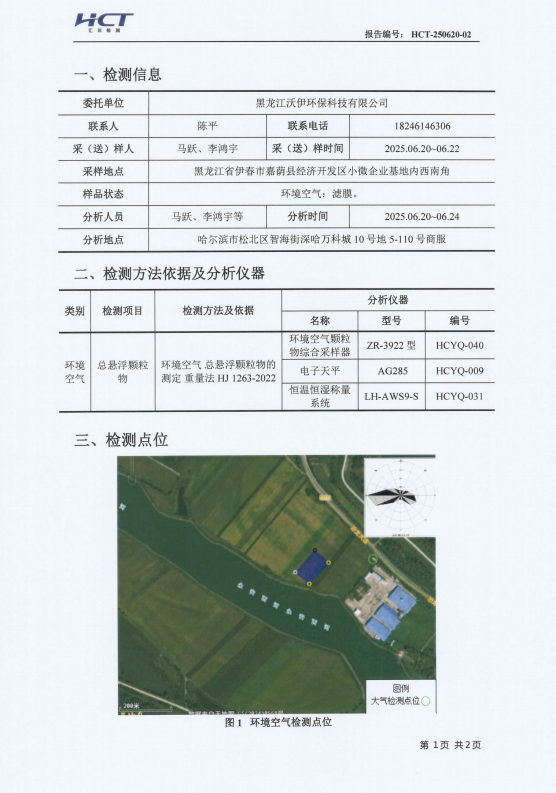 HCT
汇辰检测
报告编号： HCT-250620-02
一、检测信息
委托单位 黑龙江沃伊环保科技有限公司
联系人 陈平 联系电话 18246146306
采（送）样人 马跃、李鸿宇 采（送）样时间 2025.06.20~06.22
采样地点 黑龙江省伊春市嘉荫县经济开发区小微企业基地内西南角
样品状态 环境空气：滤膜。
分析人员 马跃、李鸿宇等 分析时间 2025.06.20~06.24
分析地点 哈尔滨市松北区智海街深哈万科城 10 号地 5-110 号商服
二、检测方法依据及分析仪器
类别 检测项目 检测方法及依据 分析仪器
名称 型号 编号
环境空气 总悬浮颗粒物 环境空气 总悬浮颗粒物的测定 重量法 HJ 1263-2022
环境空气颗粒物综合采样器 ZR-3922 型 HCYQ-040
电子天平 AG285 HCYQ-009
恒温恒湿称量系统 LH-AWS9-S HCYQ-031
三、检测点位
图例
大气检测点位
200米
图 1 环境空气检测点位
第 1页 共2页